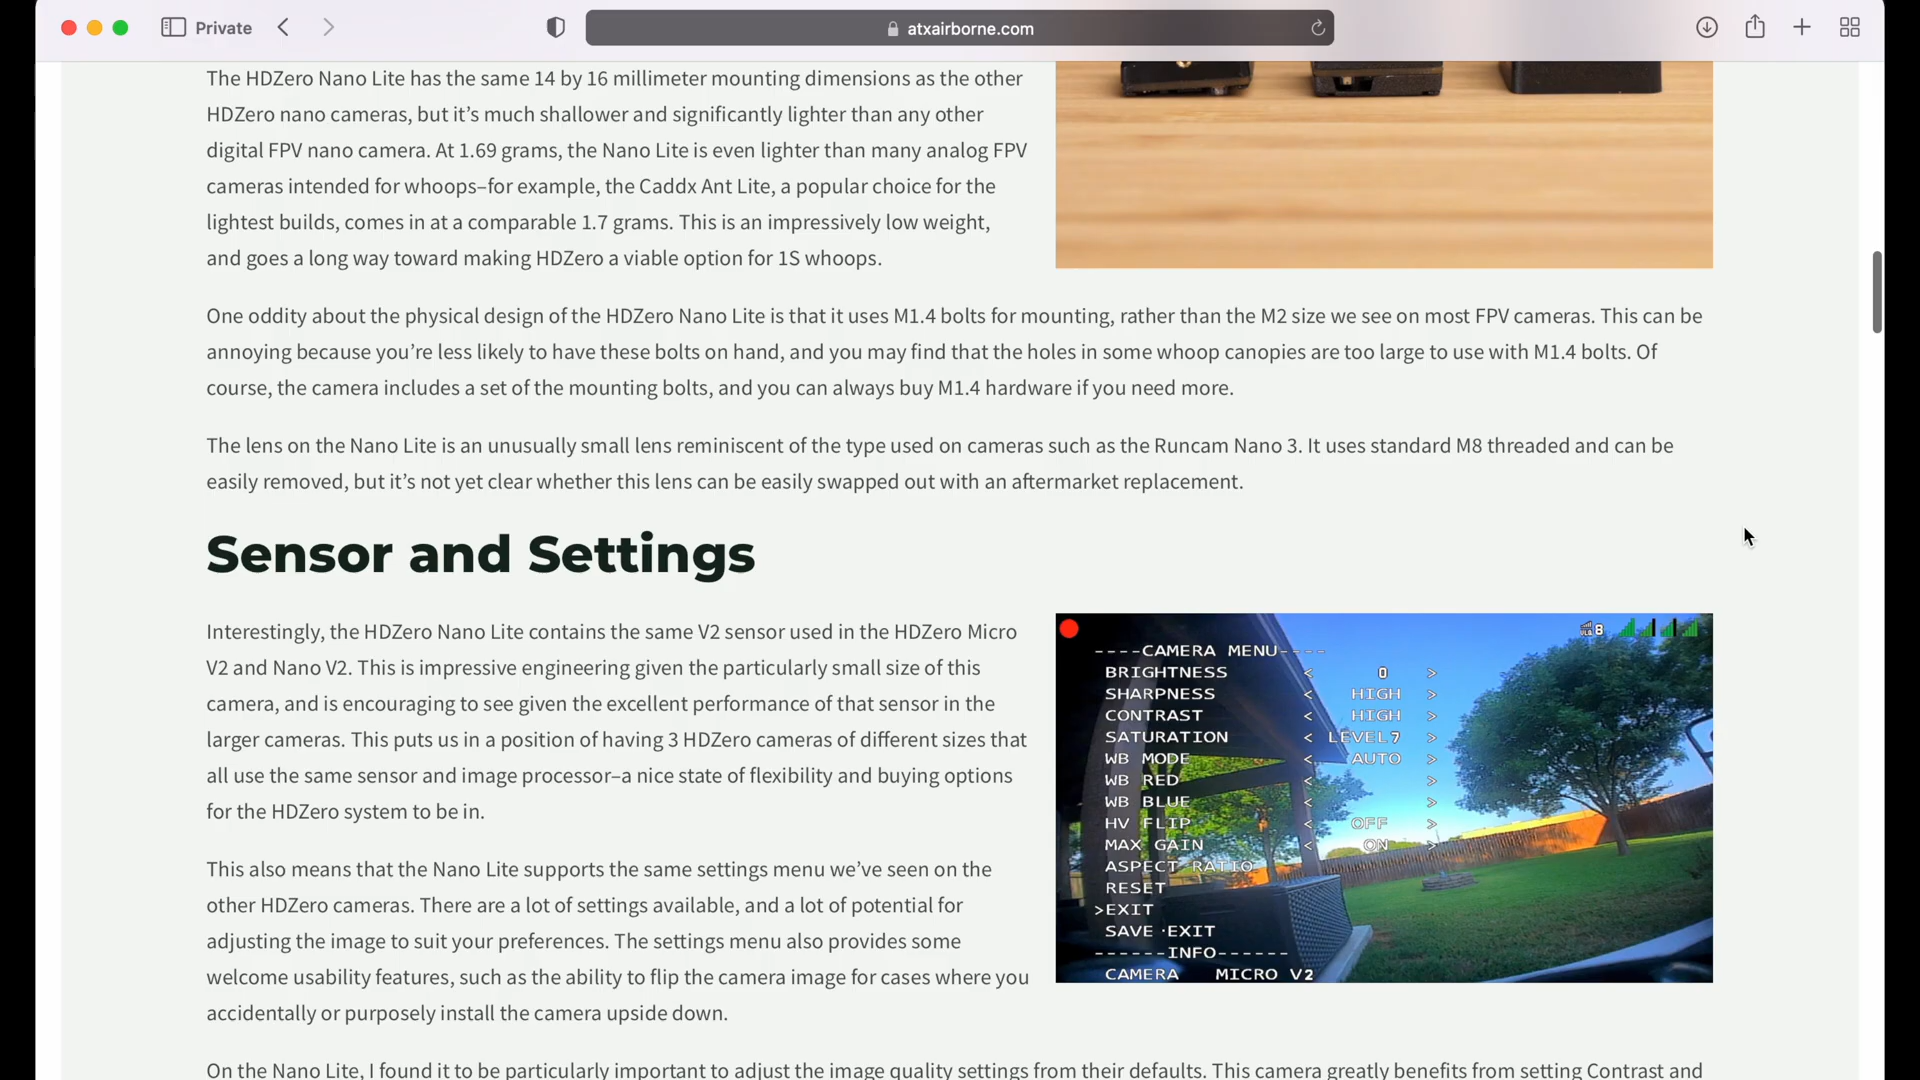 Private
atxairborne.com
The HDZero Nano Lite has the same 14 by 16 millimeter mounting dimensions as the other
HDZero nano cameras, but it’s much shallower and significantly lighter than any other
digital FPV nano camera. At 1.69 grams, the Nano Lite is even lighter than many analog FPV
cameras intended for whoops–for example, the Caddx Ant Lite, a popular choice for the
lightest builds, comes in at a comparable 1.7 grams. This is an impressively low weight,
and goes a long way toward making HDZero a viable option for 1S whoops.
One oddity about the physical design of the HDZero Nano Lite is that it uses M1.4 bolts for mounting, rather than the M2 size we see on most FPV cameras. This can be
annoying because you’re less likely to have these bolts on hand, and you may find that the holes in some whoop canopies are too large to use with M1.4 bolts. Of
course, the camera includes a set of the mounting bolts, and you can always buy M1.4 hardware if you need more.
The lens on the Nano Lite is an unusually small lens reminiscent of the type used on cameras such as the Runcam Nano 3. It uses standard M8 threaded and can be
easily removed, but it’s not yet clear whether this lens can be easily swapped out with an aftermarket replacement.
Sensor and Settings
Interestingly, the HDZero Nano Lite contains the same V2 sensor used in the HDZero Micro
V2 and Nano V2. This is impressive engineering given the particularly small size of this
camera, and is encouraging to see given the excellent performance of that sensor in the
larger cameras. This puts us in a position of having 3 HDZero cameras of different sizes that
all use the same sensor and image processor–a nice state of flexibility and buying options
for the HDZero system to be in.
This also means that the Nano Lite supports the same settings menu we’ve seen on the
other HDZero cameras. There are a lot of settings available, and a lot of potential for
adjusting the image to suit your preferences. The settings menu also provides some
welcome usability features, such as the ability to flip the camera image for cases where you
accidentally or purposely install the camera upside down.
8
----CAMERA MENU----
BRIGHTNESS < 0 >
SHARPNESS < HIGH >
CONTRAST < HIGH >
SATURATION < LEVEL7 >
WB MODE < AUTO >
WB RED < >
WB BLUE < >
HV FLIP < OFF >
MAX GAIN < ON >
ASPECT RATIO
RESET
>EXIT
SAVE EXIT
------INFO------
CAMERA MICRO V2
On the Nano Lite, I found it to be particularly important to adjust the image quality settings from their defaults. This camera greatly benefits from setting Contrast and